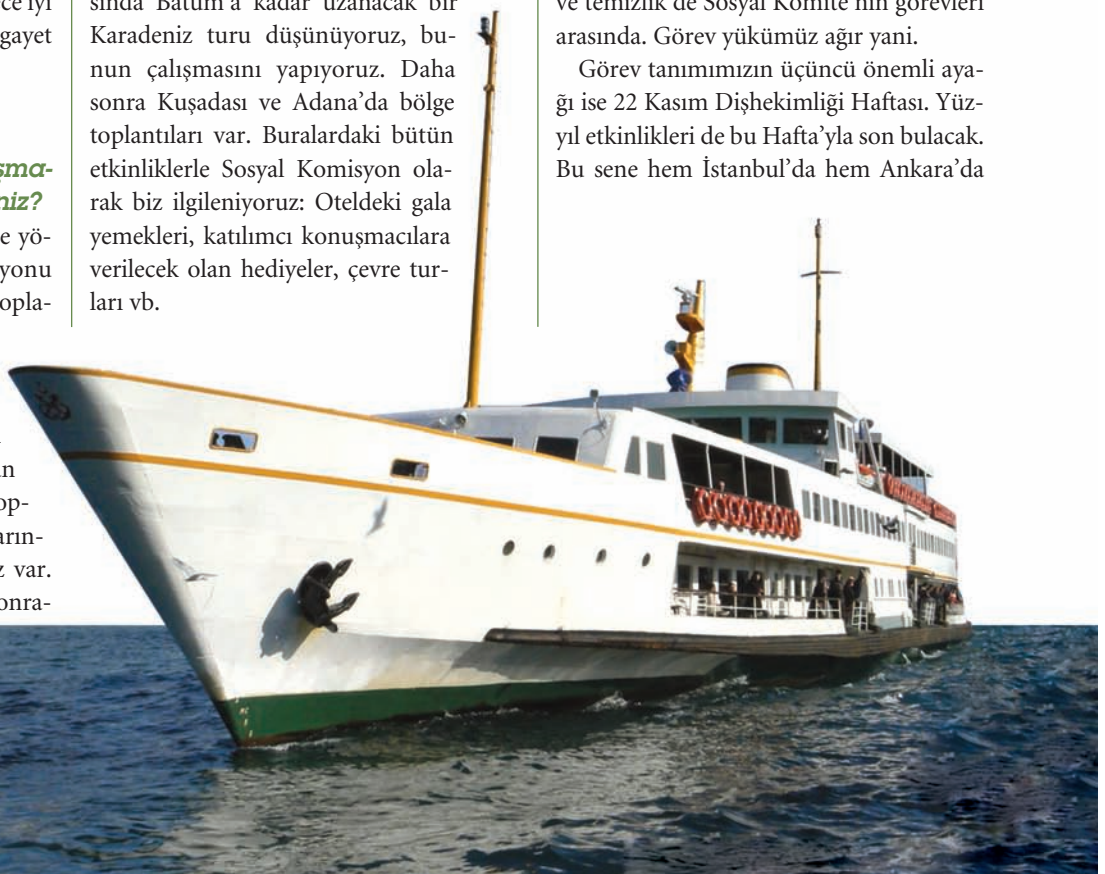 ece iyi
gayet
şma-
niz?
e yö-
yonu
opla-
n
op-
arın-
z var.
onra-
sında Batum'a kadar uzanacak bir
Karadeniz turu düşünüyoruz, bu-
nun çalışmasını yapıyoruz. Daha
sonra Kuşadası ve Adana'da bölge
toplantıları var. Buralardaki bütün
etkinliklerle Sosyal Komisyon ola-
rak biz ilgileniyoruz: Oteldeki gala
yemekleri, katılımcı konuşmacılara
verilecek olan hediyeler, çevre tur-
ları vb.
ve temizlik de Sosyal Komite'nin görevleri
arasında. Görev yükümüz ağır yani.
Görev tanımımızın üçüncü önemli aya-
ğı ise 22 Kasım Dişhekimliği Haftası. Yüz-
yıl etkinlikleri de bu Hafta'yla son bulacak.
Bu sene hem İstanbul'da hem Ankara'da